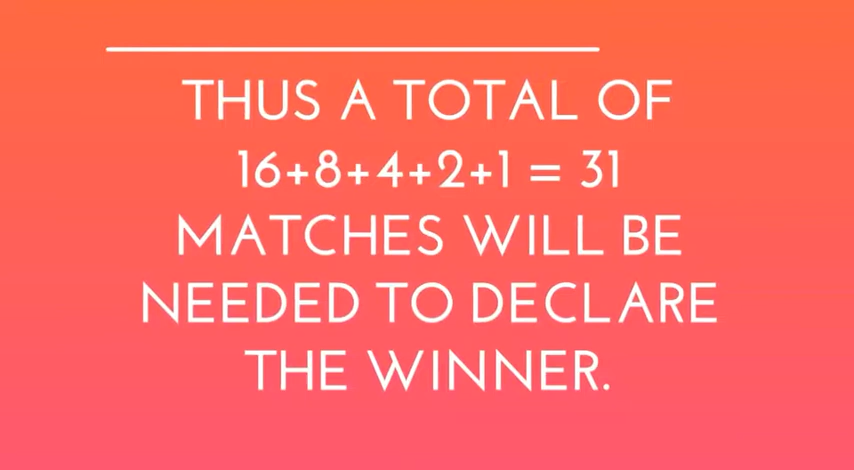 THUS A TOTAL OF
16+8+4+2+1 = 31
MATCHES WILL BE
NEEDED TO DECLARE
THE WINNER.